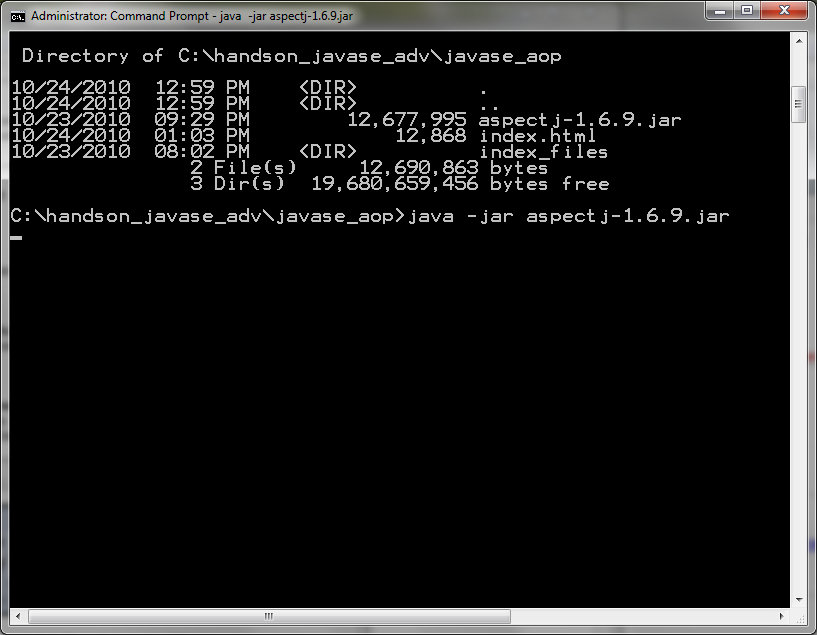 Administrator: Command Prompt - java  -jar aspectj-1.6.9.jar
 Directory of C:\handson_javase_adv\javase_aop
10/24/2010  12:59 PM    <DIR>          .
10/24/2010  12:59 PM    <DIR>          ..
10/23/2010  09:29 PM        12,677,995 aspectj-1.6.9.jar
10/24/2010  01:03 PM            12,868 index.html
10/23/2010  08:02 PM    <DIR>          index_files
               2 File(s)     12,690,863 bytes
               3 Dir(s)  19,680,659,456 bytes free
C:\handson_javase_adv\javase_aop>java -jar aspectj-1.6.9.jar